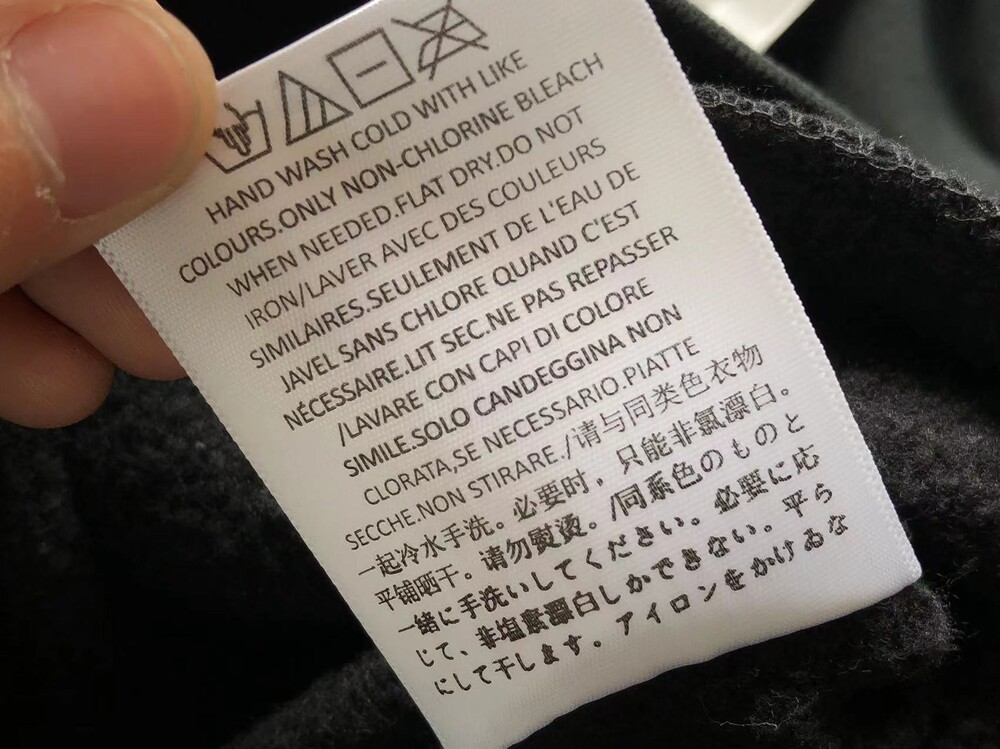 HAND WASH COLD WITH LIKE
COLOURS.ONLY NON-CHLORINE BLEACH
WHEN NEEDED.FLAT DRY.DO NOT
IRON/LAVER AVEC DES COULEURS
SIMILAIRES.SEULEMENT DE L'EAU DE
JAVEL SANS CHLORE QUAND C'EST
NÉCESSAIRE.LIT SEC.NE PAS REPASSER
/LAVARE CON CAPI DI COLORE
SIMILE.SOLO CANDEGGINA NON
CLORATA,SE NECESSARIO.PIATTE
SECCHE.NON STIRARE./请与同类色衣物
一起冷水手洗。必要时，只能非氯漂白。
平铺晒干。请勿熨烫。/同系色のものと
一緒に手洗いしてください。必要に応
じて、非塩素漂白しかできない。平ら
にして干します。アイロンをかけゐな